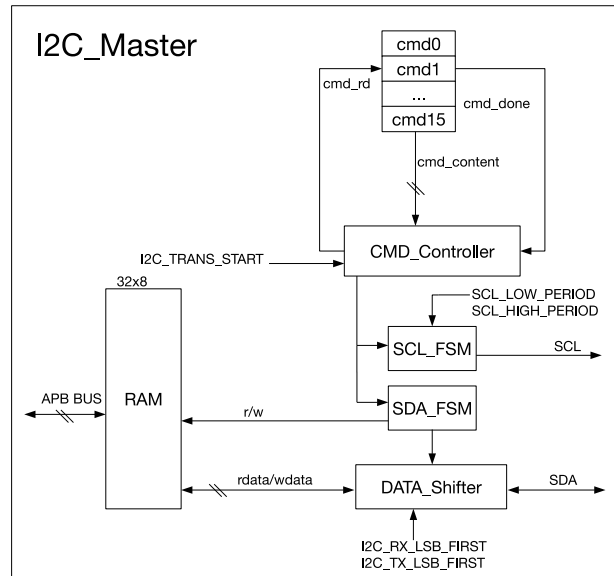 I2C_Master
cmd0
cmd1
...
cmd15
cmd_rd
cmd_done
cmd_content
CMD_Controller
I2C_TRANS_START
32x8
SCL_LOW_PERIOD
SCL_HIGH_PERIOD
SCL_FSM
SCL
APB BUS
RAM
r/w
SDA_FSM
rdata/wdata
DATA_Shifter
SDA
I2C_RX_LSB_FIRST
I2C_TX_LSB_FIRST